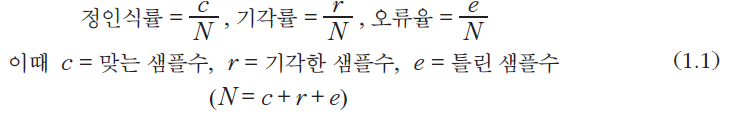 정인식률 = c/N , 기각률 = r/N , 오류율 = e/N
이때 c = 맞는 샘플수, r = 기각한 샘플수, e = 틀린 샘플수 (1.1)
(N = c + r + e)